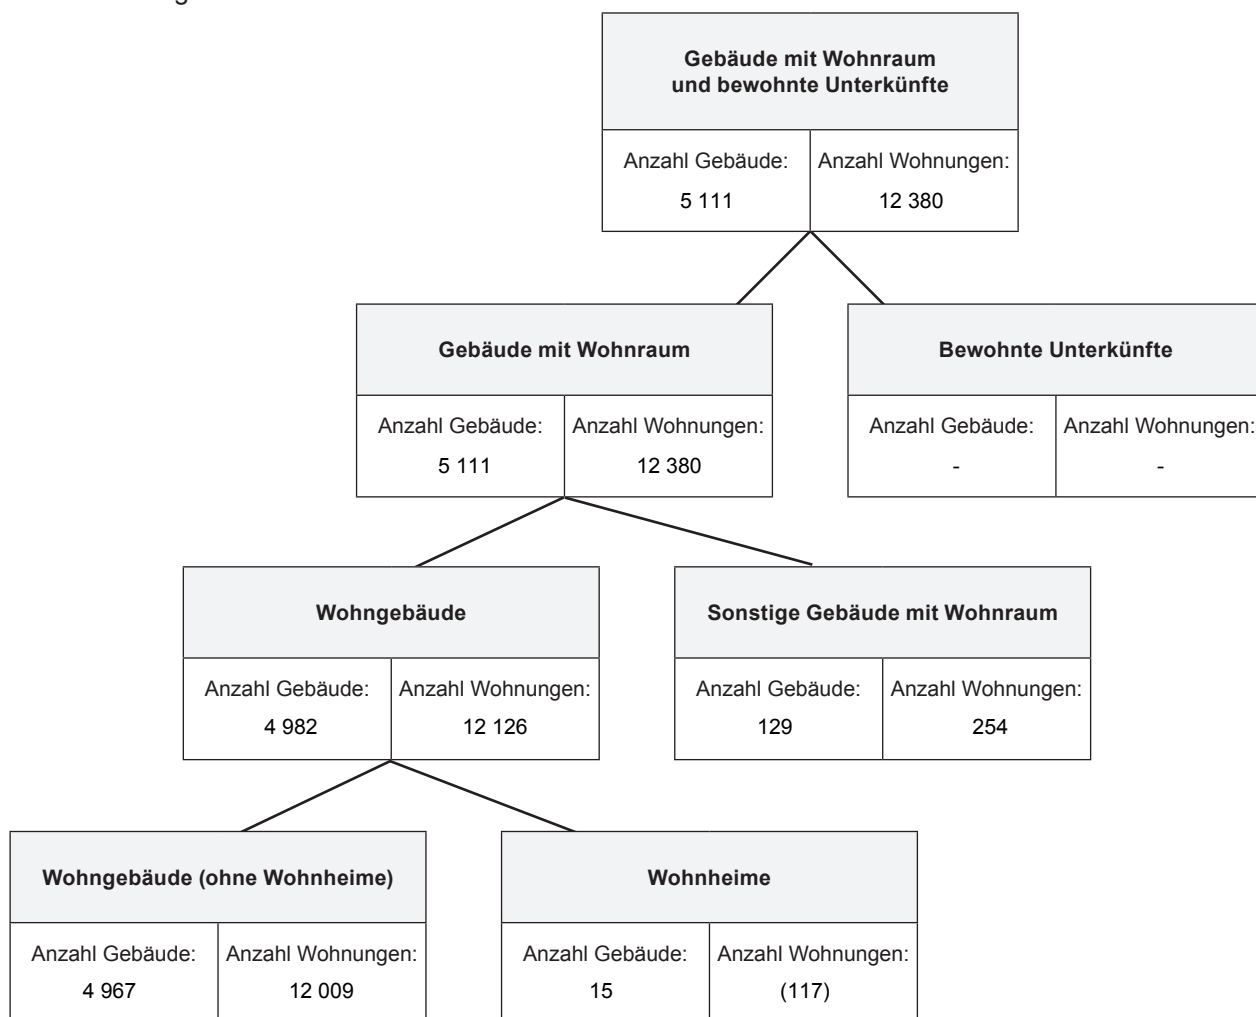 Gebäude mit Wohnraum
und bewohnte Unterkünfte
Anzahl Gebäude: Anzahl Wohnungen:
5 111 12 380
Gebäude mit Wohnraum
Anzahl Gebäude: Anzahl Wohnungen:
5 111 12 380
Bewohnte Unterkünfte
Anzahl Gebäude: Anzahl Wohnungen:
- -
Wohngebäude
Anzahl Gebäude: Anzahl Wohnungen:
4 982 12 126
Sonstige Gebäude mit Wohnraum
Anzahl Gebäude: Anzahl Wohnungen:
129 254
Wohngebäude (ohne Wohnheime)
Anzahl Gebäude: Anzahl Wohnungen:
4 967 12 009
Wohnheime
Anzahl Gebäude: Anzahl Wohnungen:
15 (117)